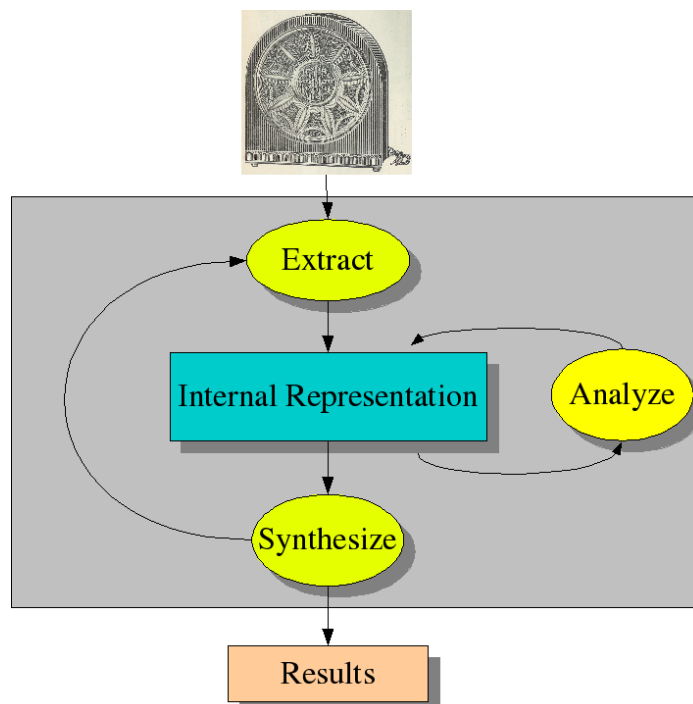 Extract
Internal Representation
Analyze
Synthesize
Results